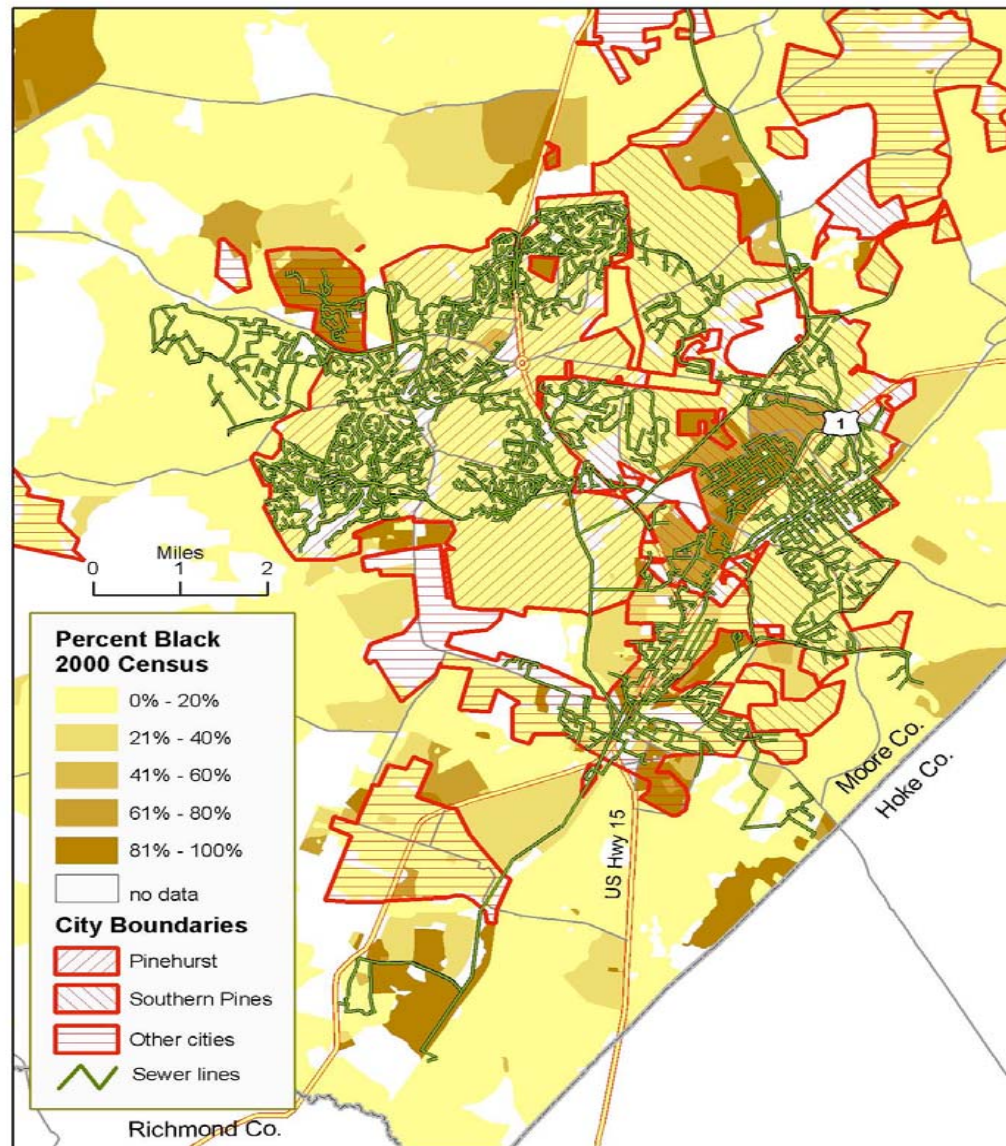 1
Miles
0 1 2
Percent Black
2000 Census
0% - 20%
21% - 40%
41% - 60%
61% - 80%
81% - 100%
no data
City Boundaries
Pinehurst
Southern Pines
Other cities
Sewer lines
US Hwy 15
Moore Co.
Hoke Co.
Richmond Co.